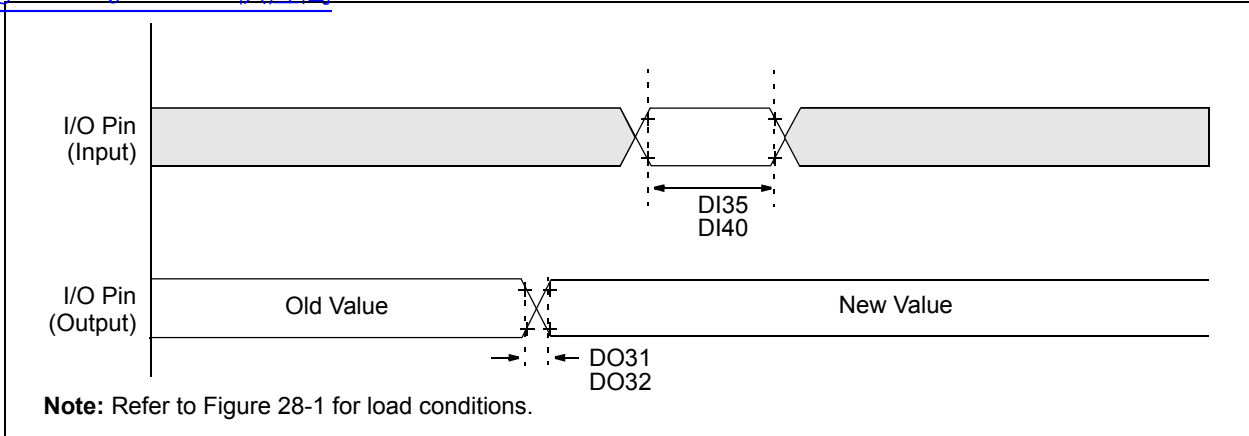 I/O Pin
(Input)
DI35
DI40
I/O Pin
(Output)
Old Value
New Value
DO31
DO32
Note: Refer to Figure 28-1 for load conditions.